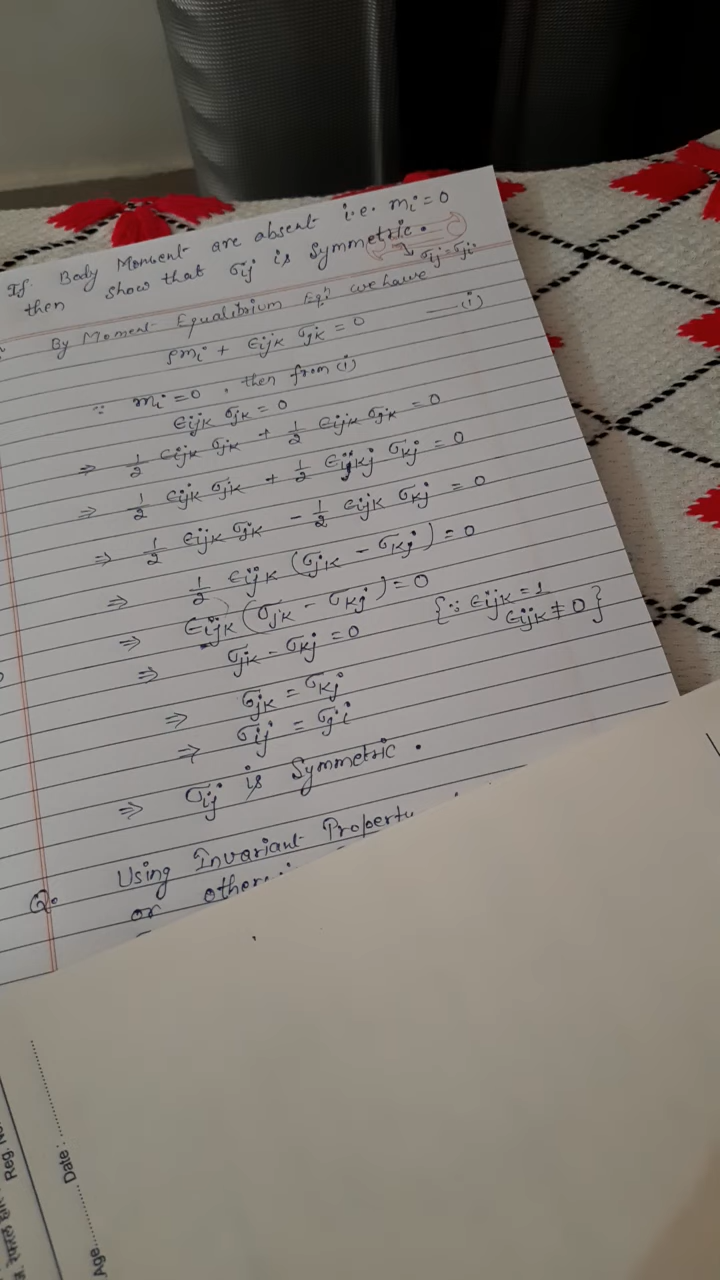 If Body Moment are absent i.e. mi = 0
then show that σij is Symmetric.
→ σij = σji
By Moment Equalibrium Eqn we have
ρmi + ϵijk σjk = 0 —(i)
∵ mi = 0, then from (i)
ϵijk σjk = 0
⇒ 1/2 ϵijk σjk + 1/2 ϵijk σjk = 0
⇒ 1/2 ϵijk σjk + 1/2 ϵikj σkj = 0
⇒ 1/2 ϵijk σjk - 1/2 ϵijk σkj = 0
⇒ 1/2 ϵijk (σjk - σkj) = 0
⇒ ϵijk (σjk - σkj) = 0
⇒ σjk - σkj = 0 {∵ ϵijk = 1
ϵijk ≠ 0}
⇒ σjk = σkj
⇒ σij = σji
⇒ σij is Symmetric.
Q. Using Invariant Property
or
Reg. No.
Date: ..........
Age..........